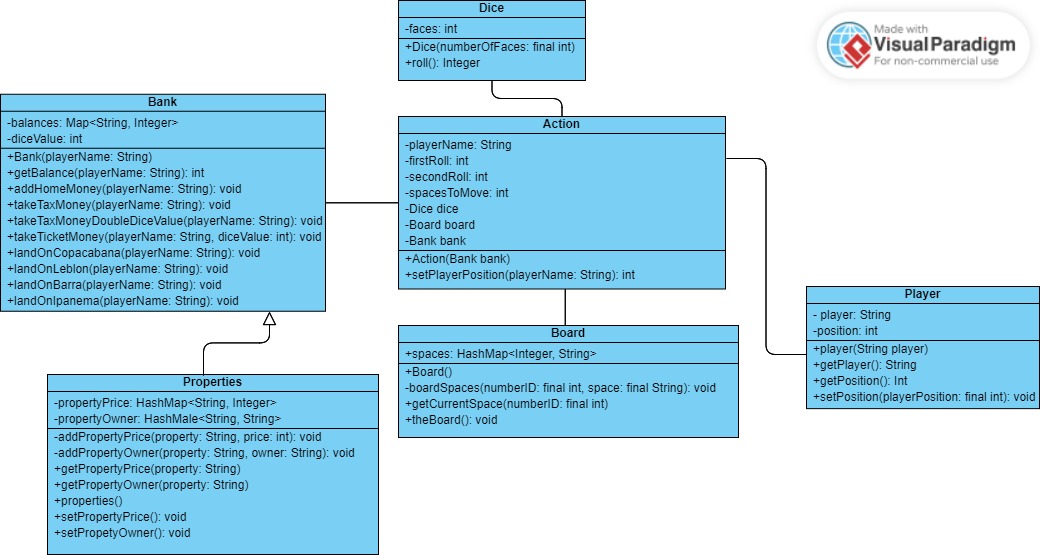 Dice
-faces: int
+Dice(numberOfFaces: final int)
+roll(): Integer
Made with
Visual Paradigm
For non-commercial use
Bank
-balances: Map<String, Integer>
-diceValue: int
+Bank(playerName: String)
+getBalance(playerName: String): int
+addHomeMoney(playerName: String): void
+takeTaxMoney(playerName: String): void
+takeTaxMoneyDoubleDiceValue(playerName: String): void
+takeTicketMoney(playerName: String, diceValue: int): void
+landOnCopacabana(playerName: String): void
+landOnLeblon(playerName: String): void
+landOnBarra(playerName: String): void
+landOnIpanema(playerName: String): void
Action
-playerName: String
-firstRoll: int
-secondRoll: int
-spacesToMove: int
-Dice dice
-Board board
-Bank bank
+Action(Bank bank)
+setPlayerPosition(playerName: String): int
Player
- player: String
-position: int
+player(String player)
+getPlayer(): String
+getPosition(): Int
+setPosition(playerPosition: final int): void
Board
+spaces: HashMap<Integer, String>
+Board()
-boardSpaces(numberID: final int, space: final String): void
+getCurrentSpace(numberID: final int)
+theBoard(): void
Properties
-propertyPrice: HashMap<String, Integer>
-propertyOwner: HashMale<String, String>
-addPropertyPrice(property: String, price: int): void
-addPropertyOwner(property: String, owner: String): void
+getPropertyPrice(property: String)
+getPropertyOwner(property: String)
+properties()
+setPropertyPrice(): void
+setPropetyOwner(): void